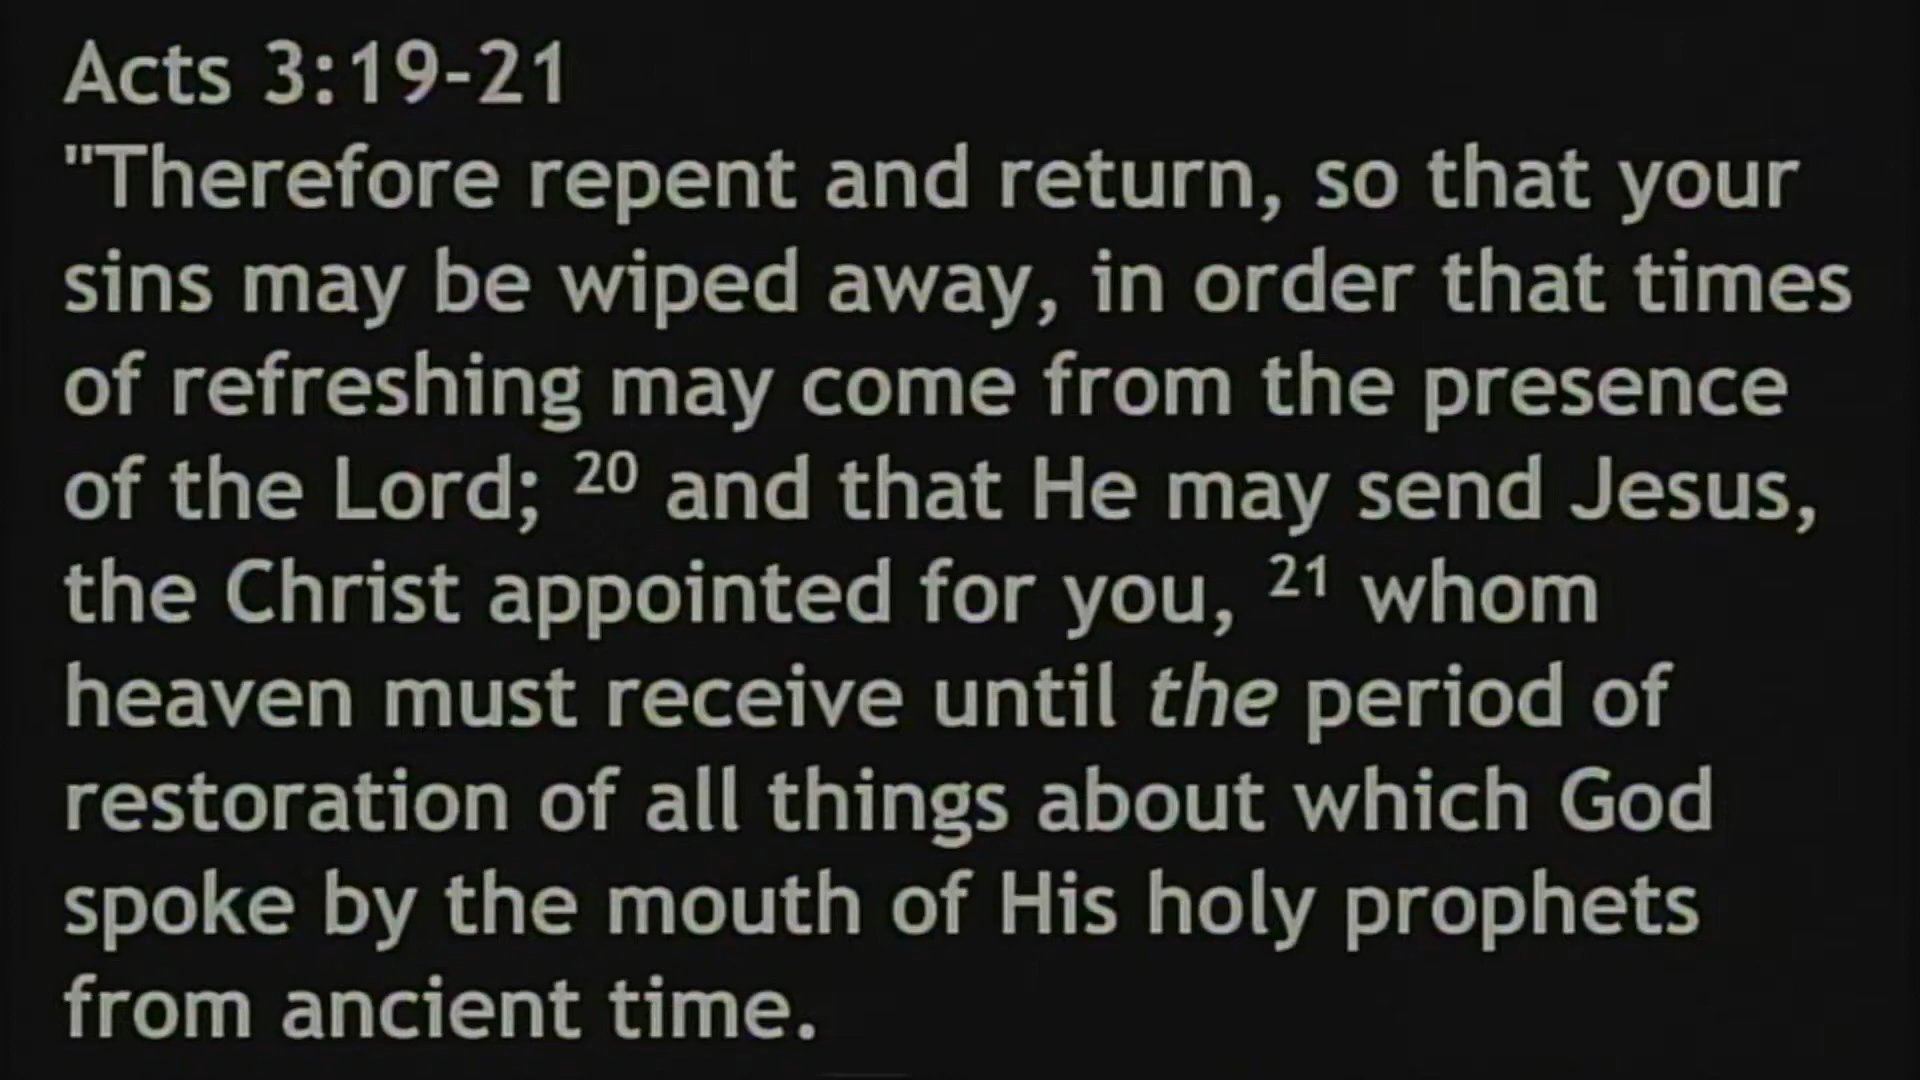 Acts 3:19-21
"Therefore repent and return, so that your
sins may be wiped away, in order that times
of refreshing may come from the presence
of the Lord; 20 and that He may send Jesus,
the Christ appointed for you, 21 whom
heaven must receive until the period of
restoration of all things about which God
spoke by the mouth of His holy prophets
from ancient time.